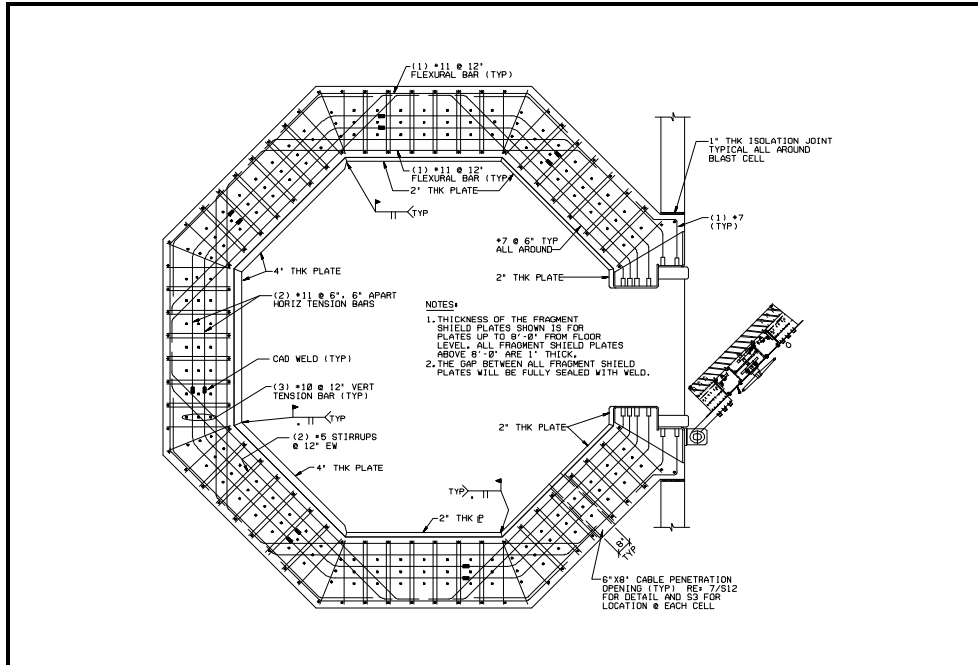 (1) #11 @ 12"
FLEXURAL BAR (TYP)
1" THK ISOLATION JOINT
TYPICAL ALL AROUND
BLAST CELL
(1) #11 @ 12"
FLEXURAL BAR (TYP
2" THK PLATE
TYP
(1) #7
(TYP)
#7 @ 6" TYP
ALL AROUND
4" THK PLATE
2" THK PLATE
(2) #11 @ 6", 6" APART
HORIZ TENSION BARS
NOTES:
1. THICKNESS OF THE FRAGMENT
SHIELD PLATES SHOWN IS FOR
PLATES UP TO 8'-0" FROM FLOOR
LEVEL. ALL FRAGMENT SHIELD PLATES
ABOVE 8'-0" ARE 1" THICK.
2. THE GAP BETWEEN ALL FRAGMENT SHIELD
PLATES WILL BE FULLY SEALED WITH WELD.
CAD WELD (TYP)
(3) #10 @ 12" VERT
TENSION BAR (TYP)
TYP
2" THK PLATE
(2) #5 STIRRUPS
@ 12" EW
4" THK PLATE
TYP
2" THK P
8"
TYP
6"X8" CABLE PENETRATION
OPENING (TYP) RE: 7/S12
FOR DETAIL AND S3 FOR
LOCATION @ EACH CELL